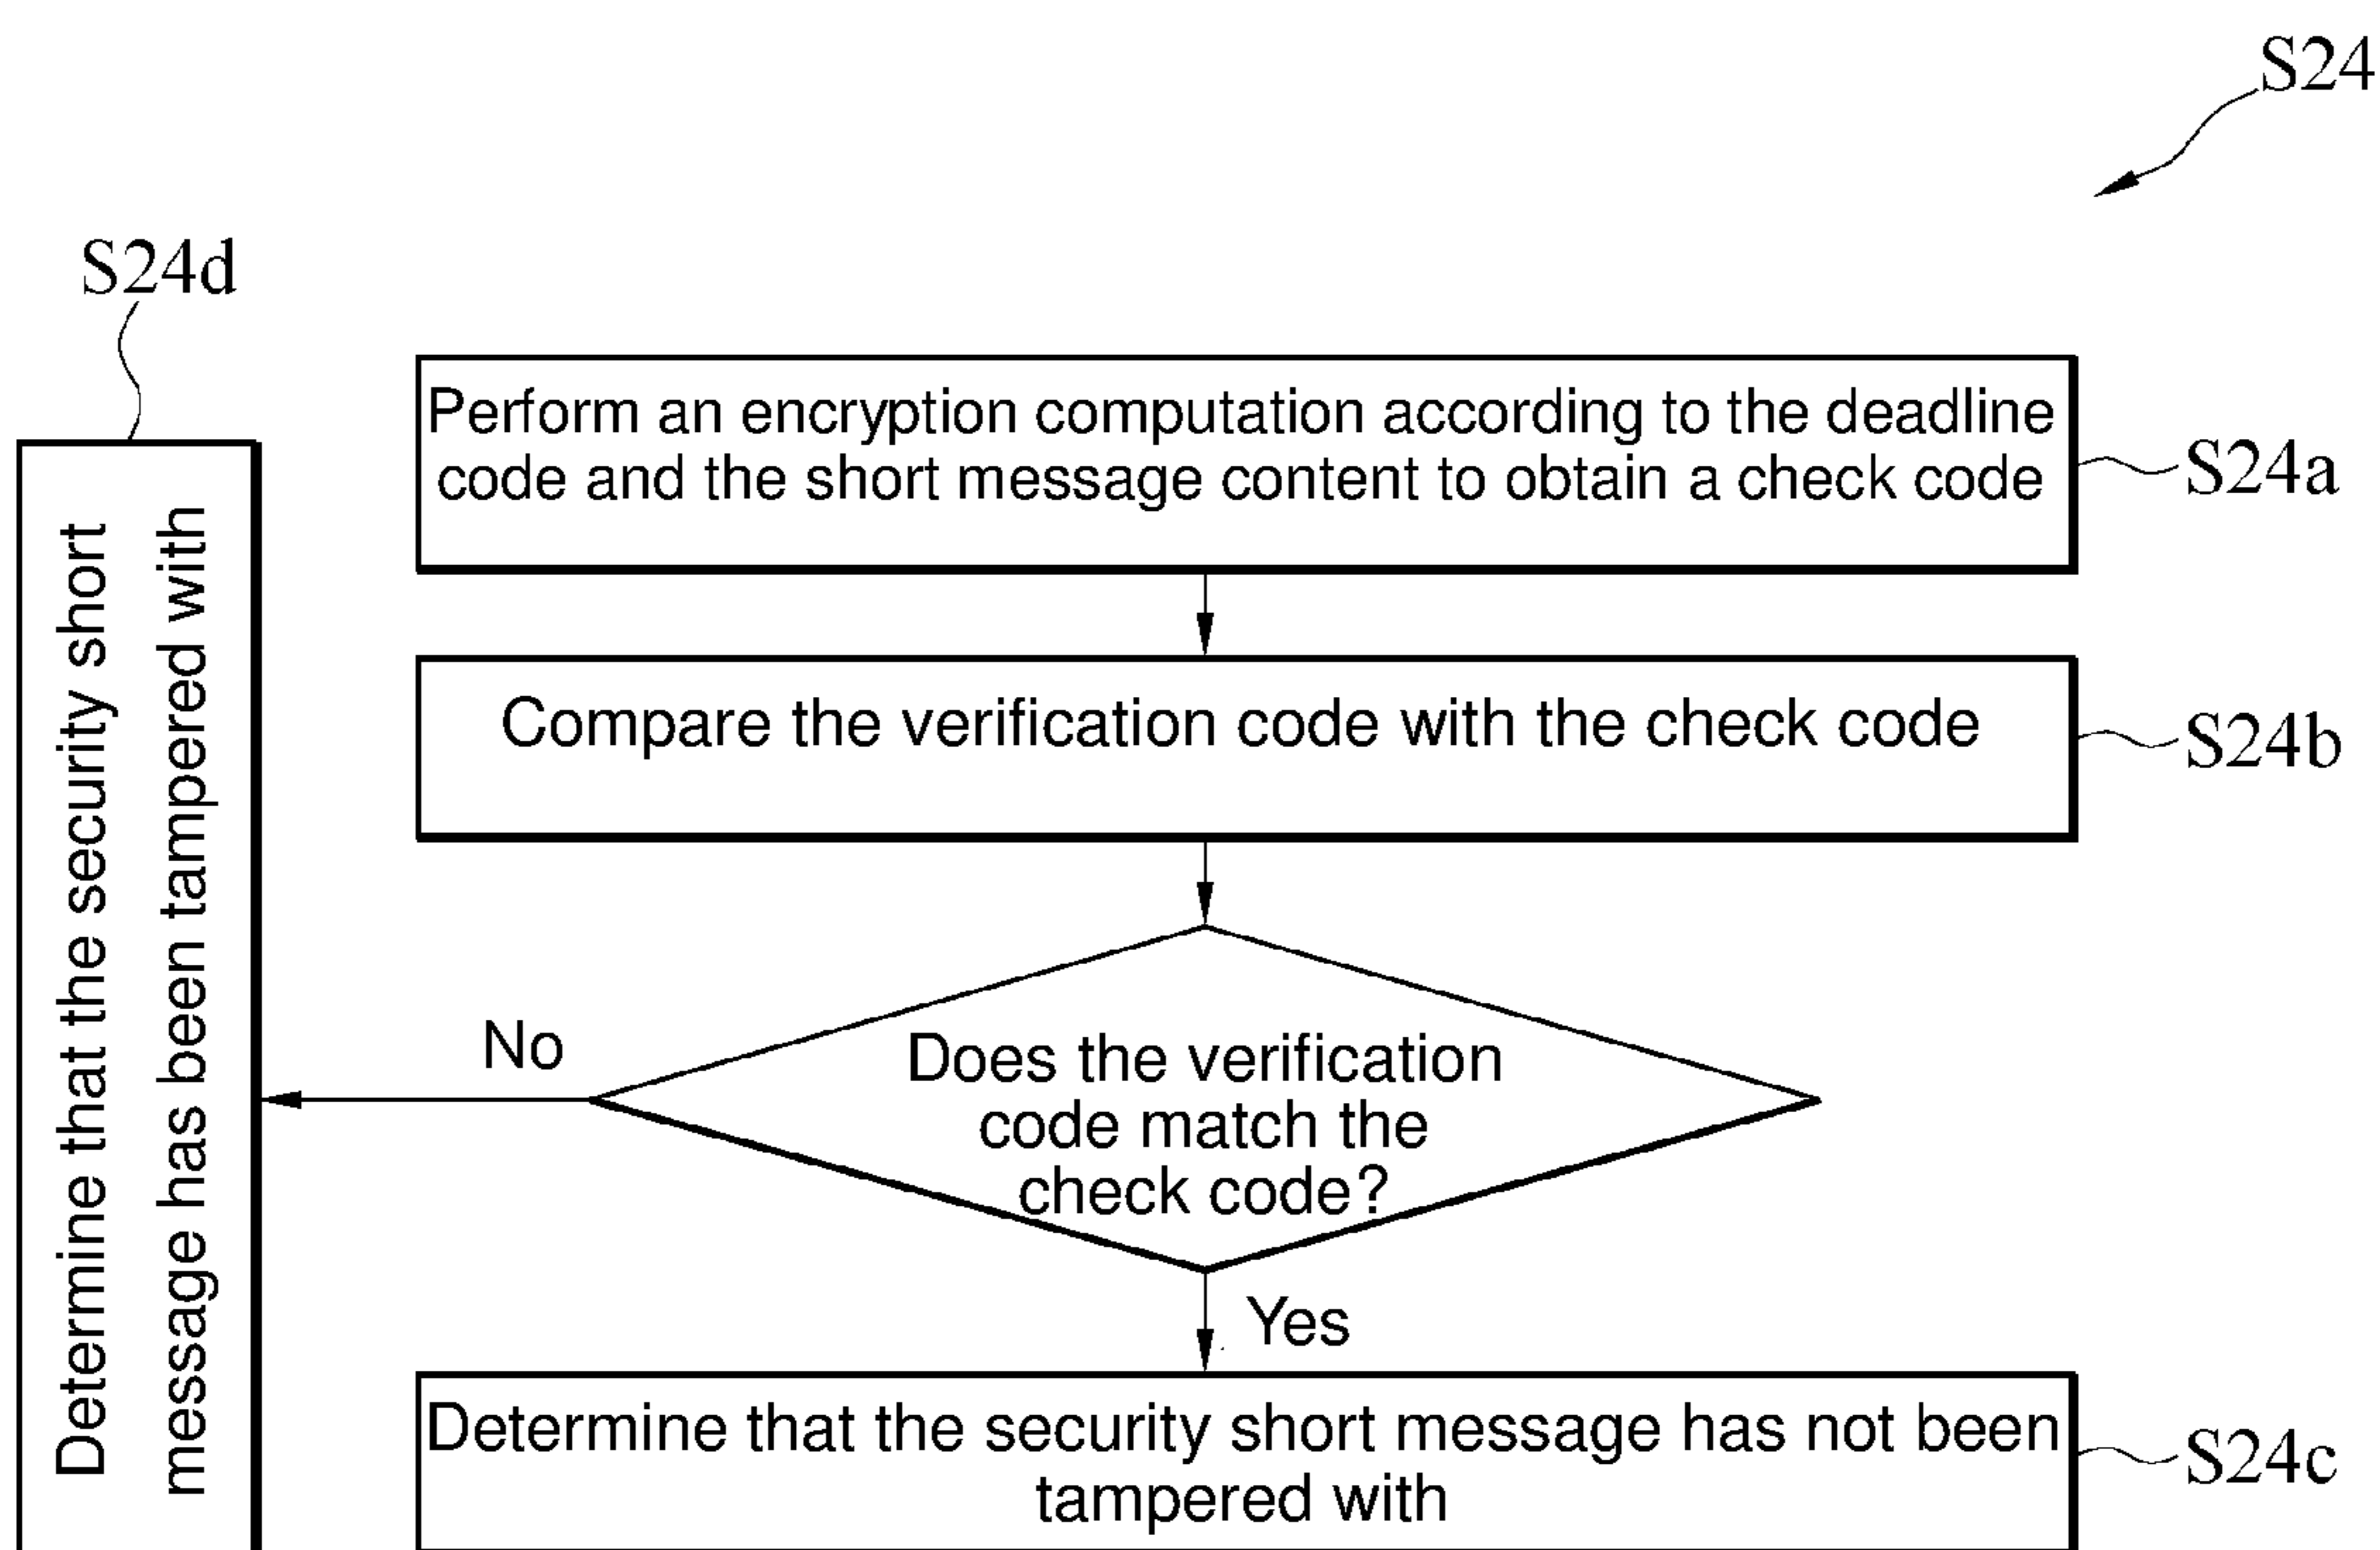 S24
S24d
Perform an encryption computation according to the deadline
code and the short message content to obtain a check code
S24a
Compare the verification code with the check code
S24b
Determine that the security short
message has been tampered with
No
Does the verification
code match the
check code?
Yes
Determine that the security short message has not been
tampered with
S24c